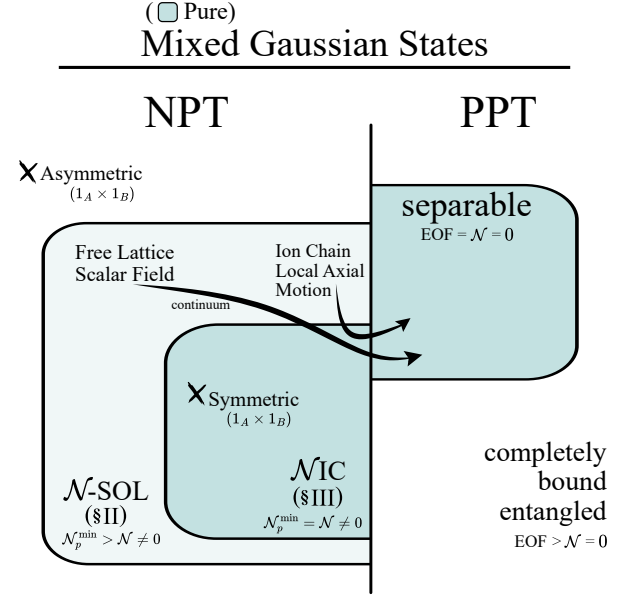 ( Pure)
Mixed Gaussian States
NPT
PPT
Asymmetric
(1_A × 1_B)
separable
EOF = 𝒩 = 0
Free Lattice
Scalar Field
continuum
Ion Chain
Local Axial
Motion
Symmetric
(1_A × 1_B)
𝒩-SOL
(§II)
𝒩_p^min > 𝒩 ≠ 0
𝒩IC
(§III)
𝒩_p^min = 𝒩 ≠ 0
completely
bound
entangled
EOF > 𝒩 = 0